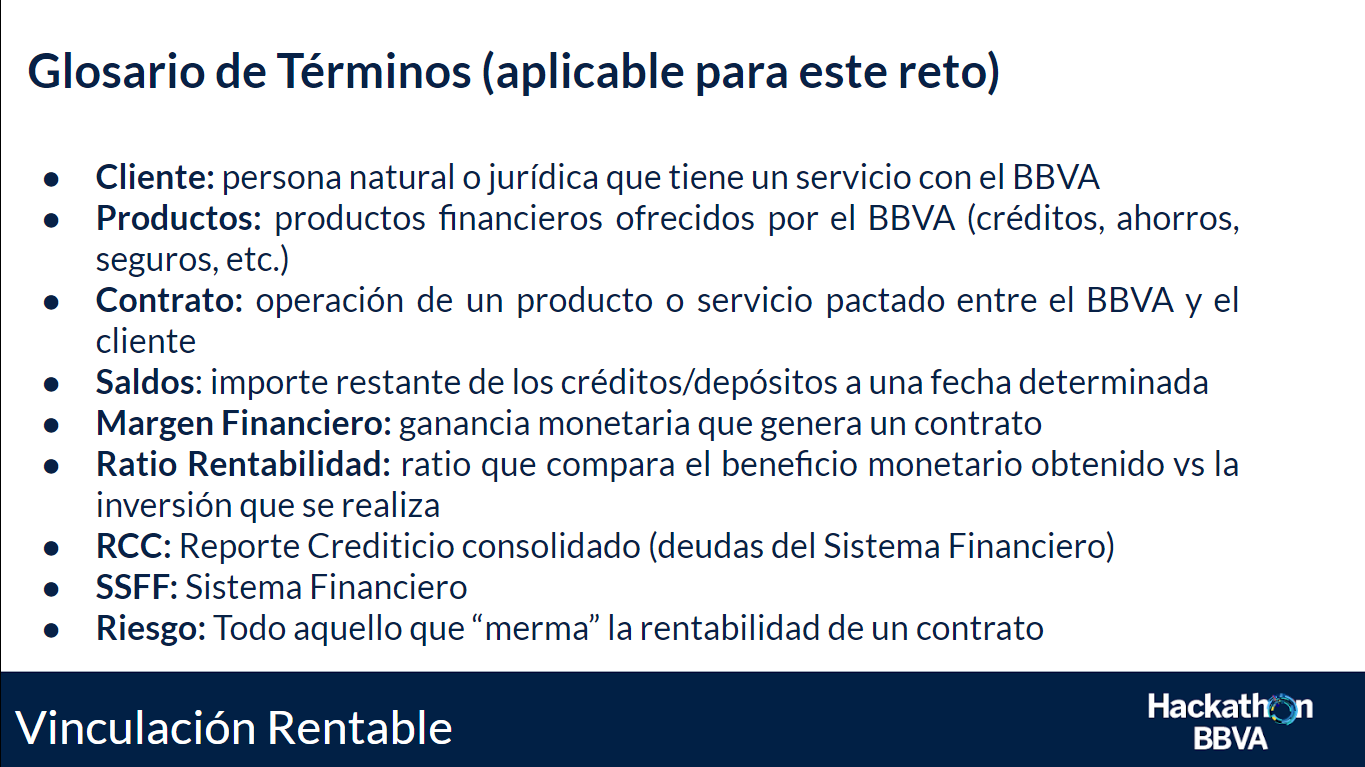 Glosario de Términos (aplicable para este reto)
● Cliente: persona natural o jurídica que tiene un servicio con el BBVA
● Productos: productos financieros ofrecidos por el BBVA (créditos, ahorros,
seguros, etc.)
● Contrato: operación de un producto o servicio pactado entre el BBVA y el
cliente
● Saldos: importe restante de los créditos/depósitos a una fecha determinada
● Margen Financiero: ganancia monetaria que genera un contrato
● Ratio Rentabilidad: ratio que compara el beneficio monetario obtenido vs la
inversión que se realiza
● RCC: Reporte Crediticio consolidado (deudas del Sistema Financiero)
● SSFF: Sistema Financiero
● Riesgo: Todo aquello que “merma” la rentabilidad de un contrato
Vinculación Rentable
Hackathon
BBVA